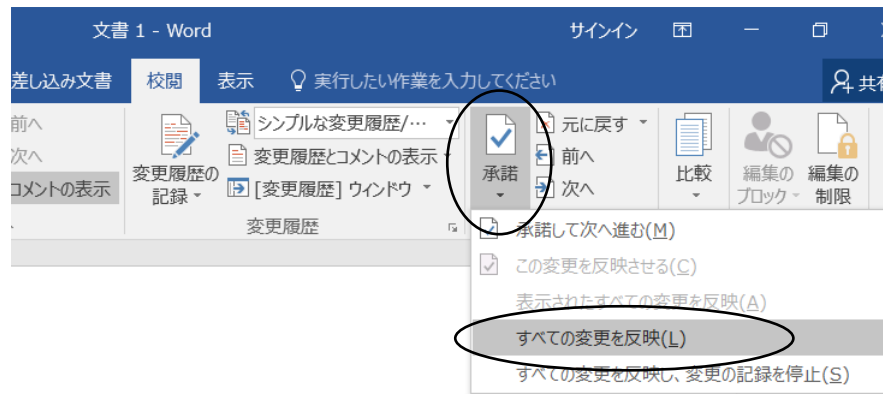 文書 1 - Word サインイン
差し込み文書 校閲 表示 実行したい作業を入力してください 共有
前へ
次へ
コメントの表示
変更履歴の
記録
シンプルな変更履歴/…
変更履歴とコメントの表示
[変更履歴] ウィンドウ
変更履歴
承諾
元に戻す
前へ
次へ
比較
編集の
ブロック
編集の
制限
承諾して次へ進む(M)
この変更を反映させる(C)
表示されたすべての変更を反映(A)
すべての変更を反映(L)
すべての変更を反映し、変更の記録を停止(S)